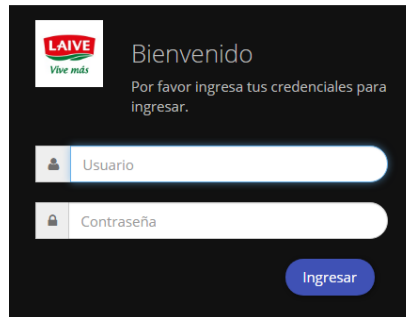 LAIVE
Vive más
Bienvenido
Por favor ingresa tus credenciales para
ingresar.
Usuario
Contraseña
Ingresar